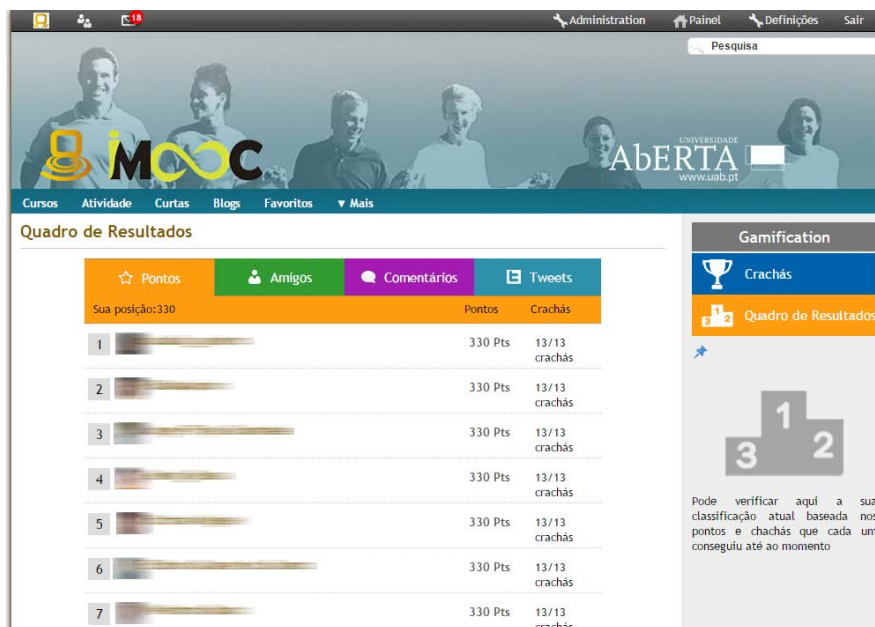 18 Administration Painel Definições Sair
Pesquisa
iMOOC
UNIVERSIDADE
AbERTA
www.uab.pt
Cursos Atividade Curtas Blogs Favoritos ▼ Mais
Quadro de Resultados
Pontos Amigos Comentários Tweets
Sua posição:330 Pontos Crachás
1 330 Pts 13/13
crachás
2 330 Pts 13/13
crachás
3 330 Pts 13/13
crachás
4 330 Pts 13/13
crachás
5 330 Pts 13/13
crachás
6 330 Pts 13/13
crachás
7 330 Pts 13/13
crachás
Gamification
Crachás
1 2 3 Quadro de Resultados
1
2
3
Pode verificar aqui a sua
classificação atual baseada nos
pontos e chachás que cada um
conseguiu até ao momento